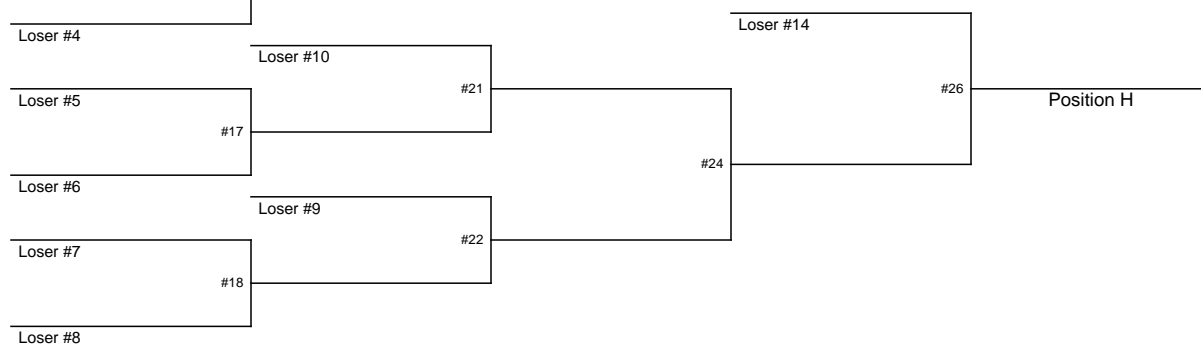 Loser #4
Loser #14
Loser #10
#21
#26
Loser #5
Position H
#17
#24
Loser #6
Loser #9
#22
Loser #7
#18
Loser #8